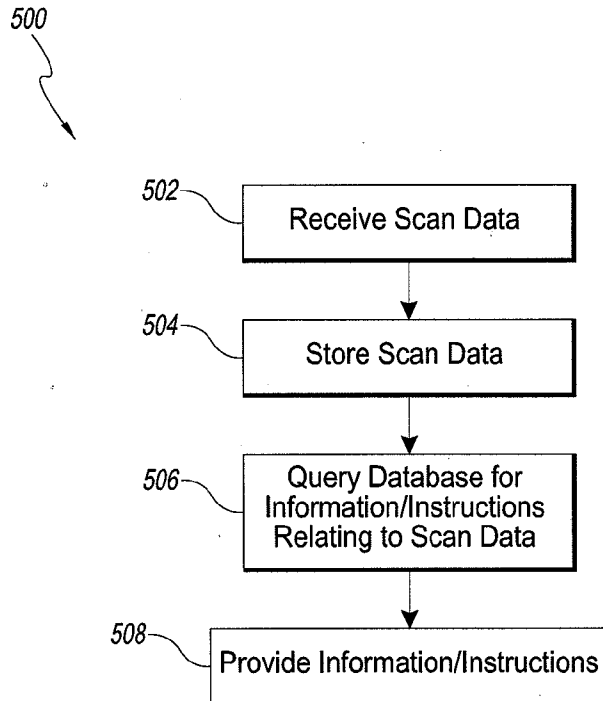 500
502
Receive Scan Data
504
Store Scan Data
506
Query Database for
Information/Instructions
Relating to Scan Data
508
Provide Information/Instructions